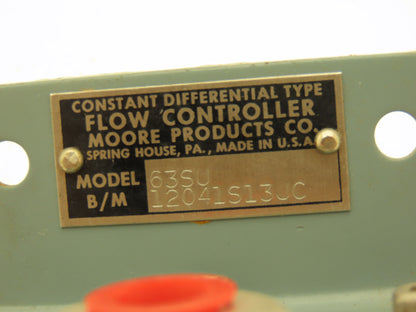 CONSTANT DIFFERENTIAL TYPE
FLOW CONTROLLER
MOORE PRODUCTS CO.
SPRING HOUSE, PA., MADE IN U.S.A.
MODEL 63SU
B/M 12041S13UC